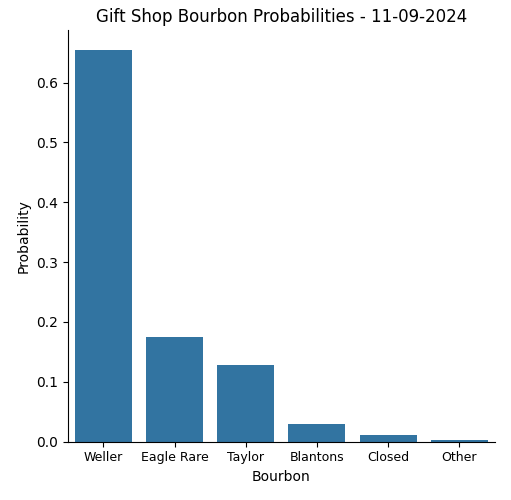 Gift Shop Bourbon Probabilities - 11-09-2024
Probability
0.6
0.5
0.4
0.3
0.2
0.1
0.0
Weller Eagle Rare Taylor Blantons Closed Other
Bourbon